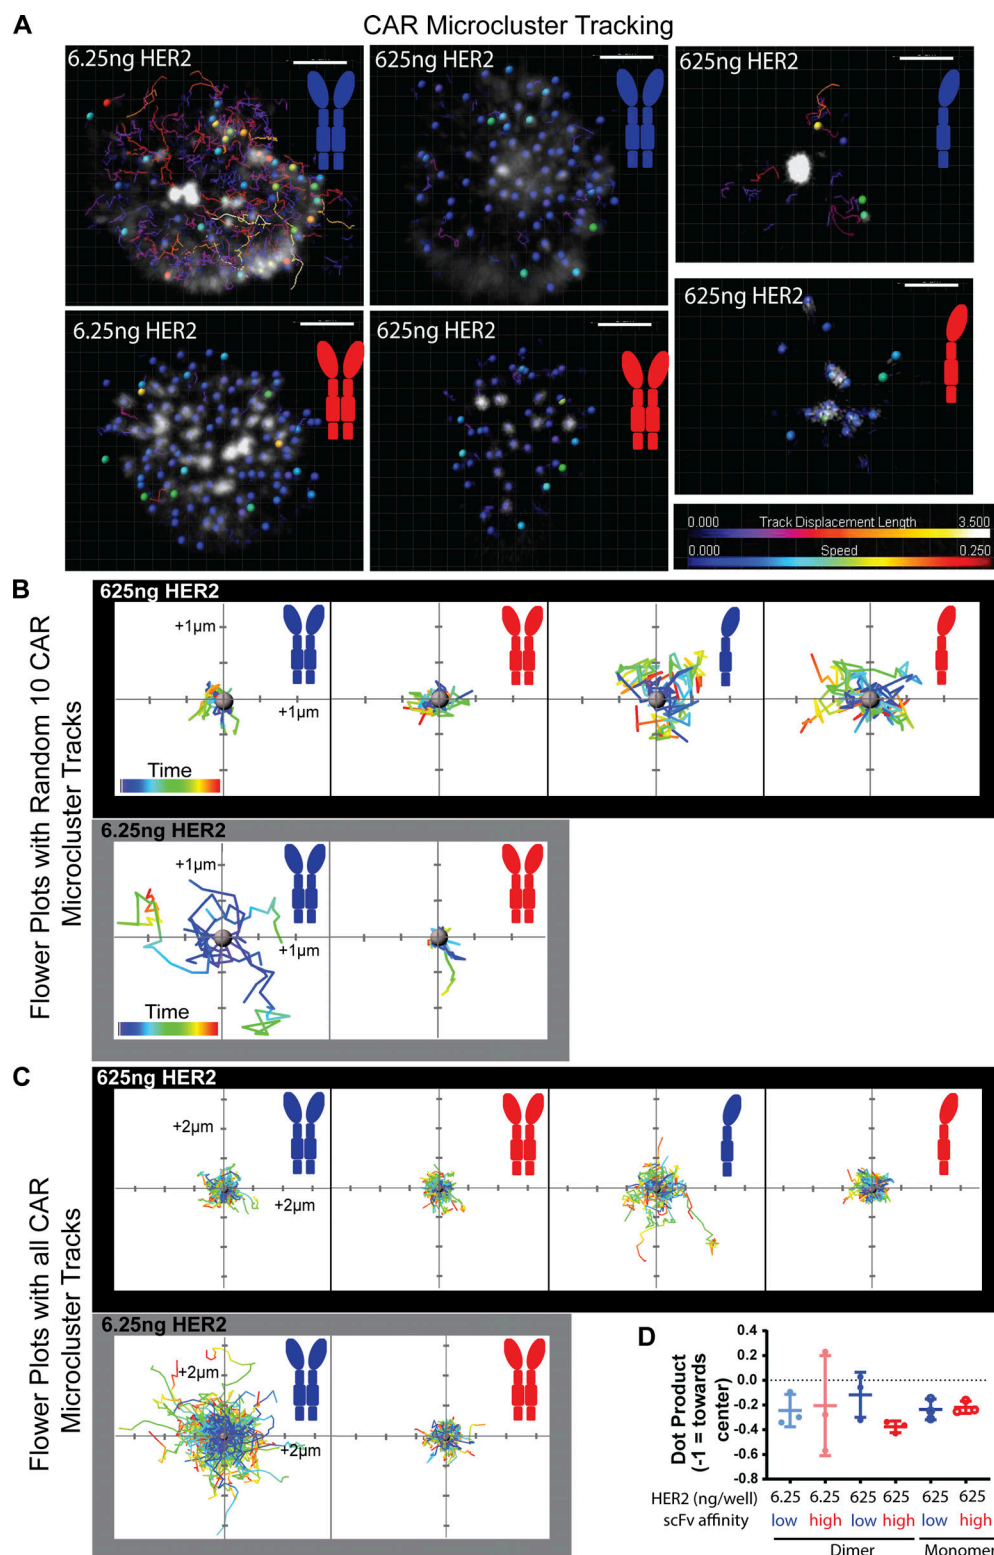 A
CAR Microcluster Tracking
6.25ng HER2
625ng HER2
625ng HER2
6.25ng HER2
625ng HER2
625ng HER2
0.000 Track Displacement Length 3.500
0.000 Speed 0.250
B
Flower Plots with Random 10 CAR
Microcluster Tracks
625ng HER2
+1µm
+1µm
Time
6.25ng HER2
+1µm
+1µm
Time
C
Flower Plots with all CAR
Microcluster Tracks
625ng HER2
+2µm
+2µm
6.25ng HER2
+2µm
+2µm
D
Dot Product
(-1 = towards
center)
0.4
0.2
0.0
-0.2
-0.4
-0.6
-0.8
HER2 (ng/well) 6.25 6.25 625 625 625 625
scFv affinity low high low high low high
Dimer Monomer